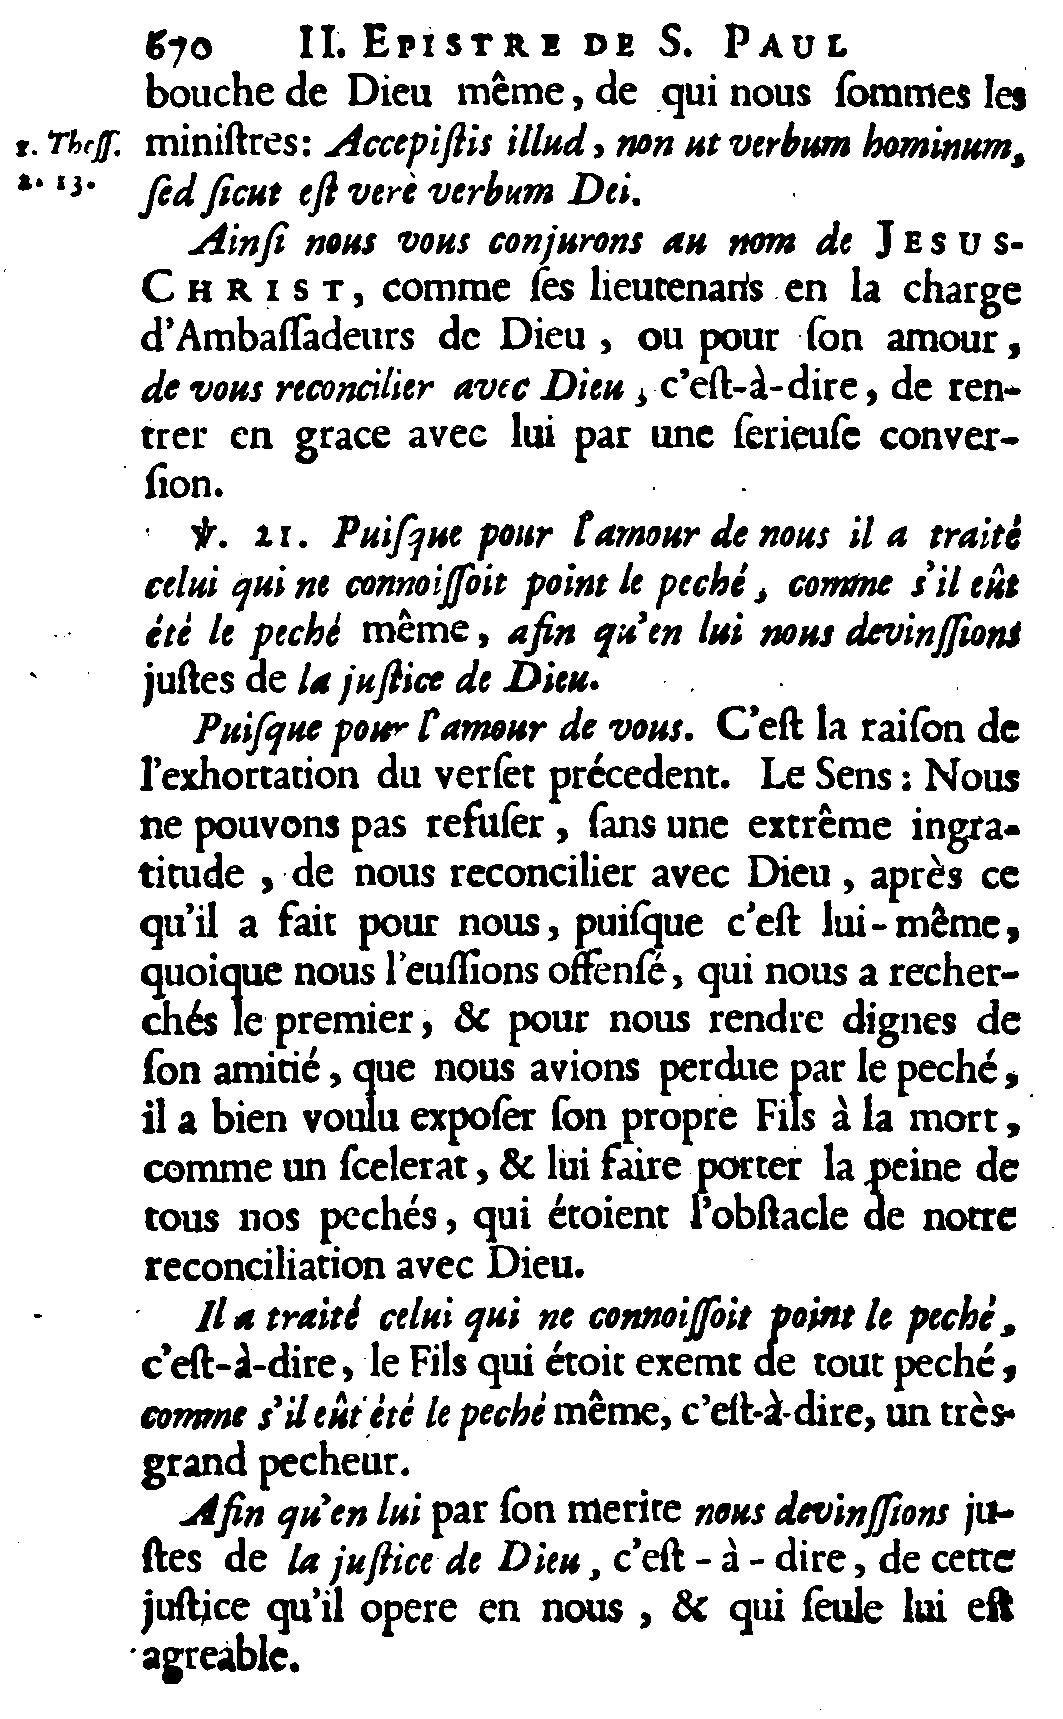 670 II. EPISTRE DE S. PAUL
bouche de Dieu même, de qui nous ſommes les
1. Theſſ. miniſtres: Accepiſtis illud, non ut verbum hominum,
2. 13. ſed ſicut eſt verè verbum Dei.
Ainſi nous vous conjurons au nom de JESUS-
CHRIST, comme ſes lieutenans en la charge
d'Ambaſſadeurs de Dieu, ou pour ſon amour,
de vous reconcilier avec Dieu, c'eſt-à-dire, de ren-
trer en grace avec lui par une ſerieuſe conver-
ſion.
℣. 21. Puiſque pour l'amour de nous il a traité
celui qui ne connoiſſoit point le peché, comme s'il eût
été le peché même, afin qu'en lui nous devinſſions
juſtes de la juſtice de Dieu.
Puiſque pour l'amour de vous. C'eſt la raiſon de
l'exhortation du verſet précedent. Le Sens: Nous
ne pouvons pas refuſer, ſans une extrême ingra-
titude, de nous reconcilier avec Dieu, après ce
qu'il a fait pour nous, puiſque c'eſt lui-même,
quoique nous l'euſſions offenſé, qui nous a recher-
chés le premier, & pour nous rendre dignes de
ſon amitié, que nous avions perdue par le peché,
il a bien voulu expoſer ſon propre Fils à la mort,
comme un ſcelerat, & lui faire porter la peine de
tous nos pechés, qui étoient l'obſtacle de notre
reconciliation avec Dieu.
Il a traité celui qui ne connoiſſoit point le peché,
c'eſt-à-dire, le Fils qui étoit exemt de tout peché,
comme s'il eût été le peché même, c'eſt-à-dire, un très-
grand pecheur.
Afin qu'en lui par ſon merite nous devinſſions ju-
ſtes de la juſtice de Dieu, c'eſt-à-dire, de cette
juſtice qu'il opere en nous, & qui ſeule lui eſt
agreable.